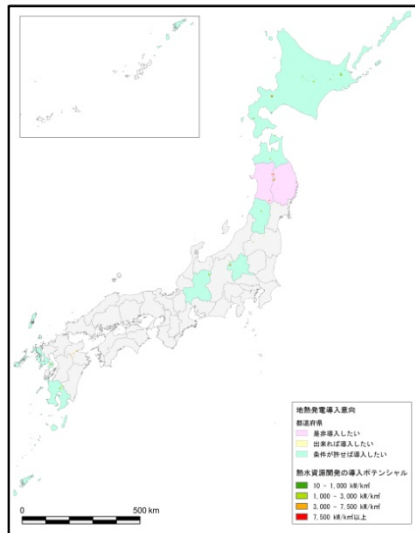 地熱発電導入意向
都道府県
是非導入したい
出来れば導入したい
条件が許せば導入したい
熱水資源開発の導入ポテンシャル
10 - 1,000 kW/km²
1,000 - 3,000 kW/km²
3,000 - 7,500 kW/km²
7,500 kW/km²以上
0 500 km